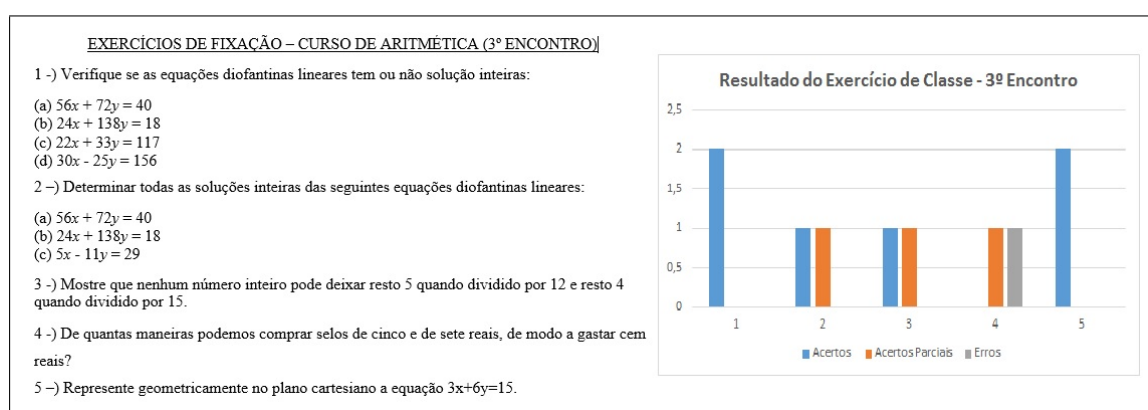 EXERCÍCIOS DE FIXAÇÃO – CURSO DE ARITMÉTICA (3º ENCONTRO)
1 -) Verifique se as equações diofantinas lineares tem ou não solução inteiras:
(a) 56x + 72y = 40
(b) 24x + 138y = 18
(c) 22x + 33y = 117
(d) 30x - 25y = 156
2 –) Determinar todas as soluções inteiras das seguintes equações diofantinas lineares:
(a) 56x + 72y = 40
(b) 24x + 138y = 18
(c) 5x - 11y = 29
3 -) Mostre que nenhum número inteiro pode deixar resto 5 quando dividido por 12 e resto 4
quando dividido por 15.
4 -) De quantas maneiras podemos comprar selos de cinco e de sete reais, de modo a gastar cem
reais?
5 –) Represente geometricamente no plano cartesiano a equação 3x+6y=15.
Resultado do Exercício de Classe - 3º Encontro
2,5
2
1,5
1
0,5
0
1 2 3 4 5
Acertos Acertos Parciais Erros